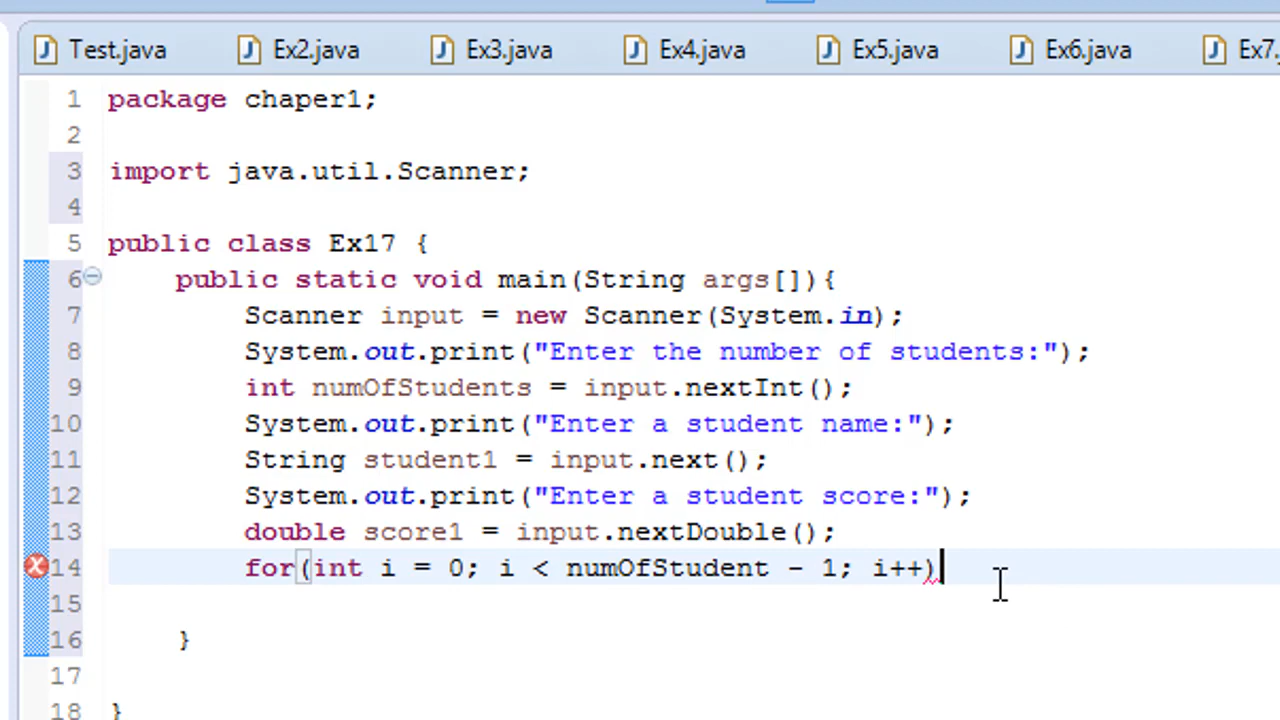 Test.java Ex2.java Ex3.java Ex4.java Ex5.java Ex6.java Ex7.
1 package chaper1;
2
3 import java.util.Scanner;
4
5 public class Ex17 {
6 public static void main(String args[]){
7 Scanner input = new Scanner(System.in);
8 System.out.print("Enter the number of students:");
9 int numOfStudents = input.nextInt();
10 System.out.print("Enter a student name:");
11 String student1 = input.next();
12 System.out.print("Enter a student score:");
13 double score1 = input.nextDouble();
14 for(int i = 0; i < numOfStudent - 1; i++)
15
16 }
17
18 }